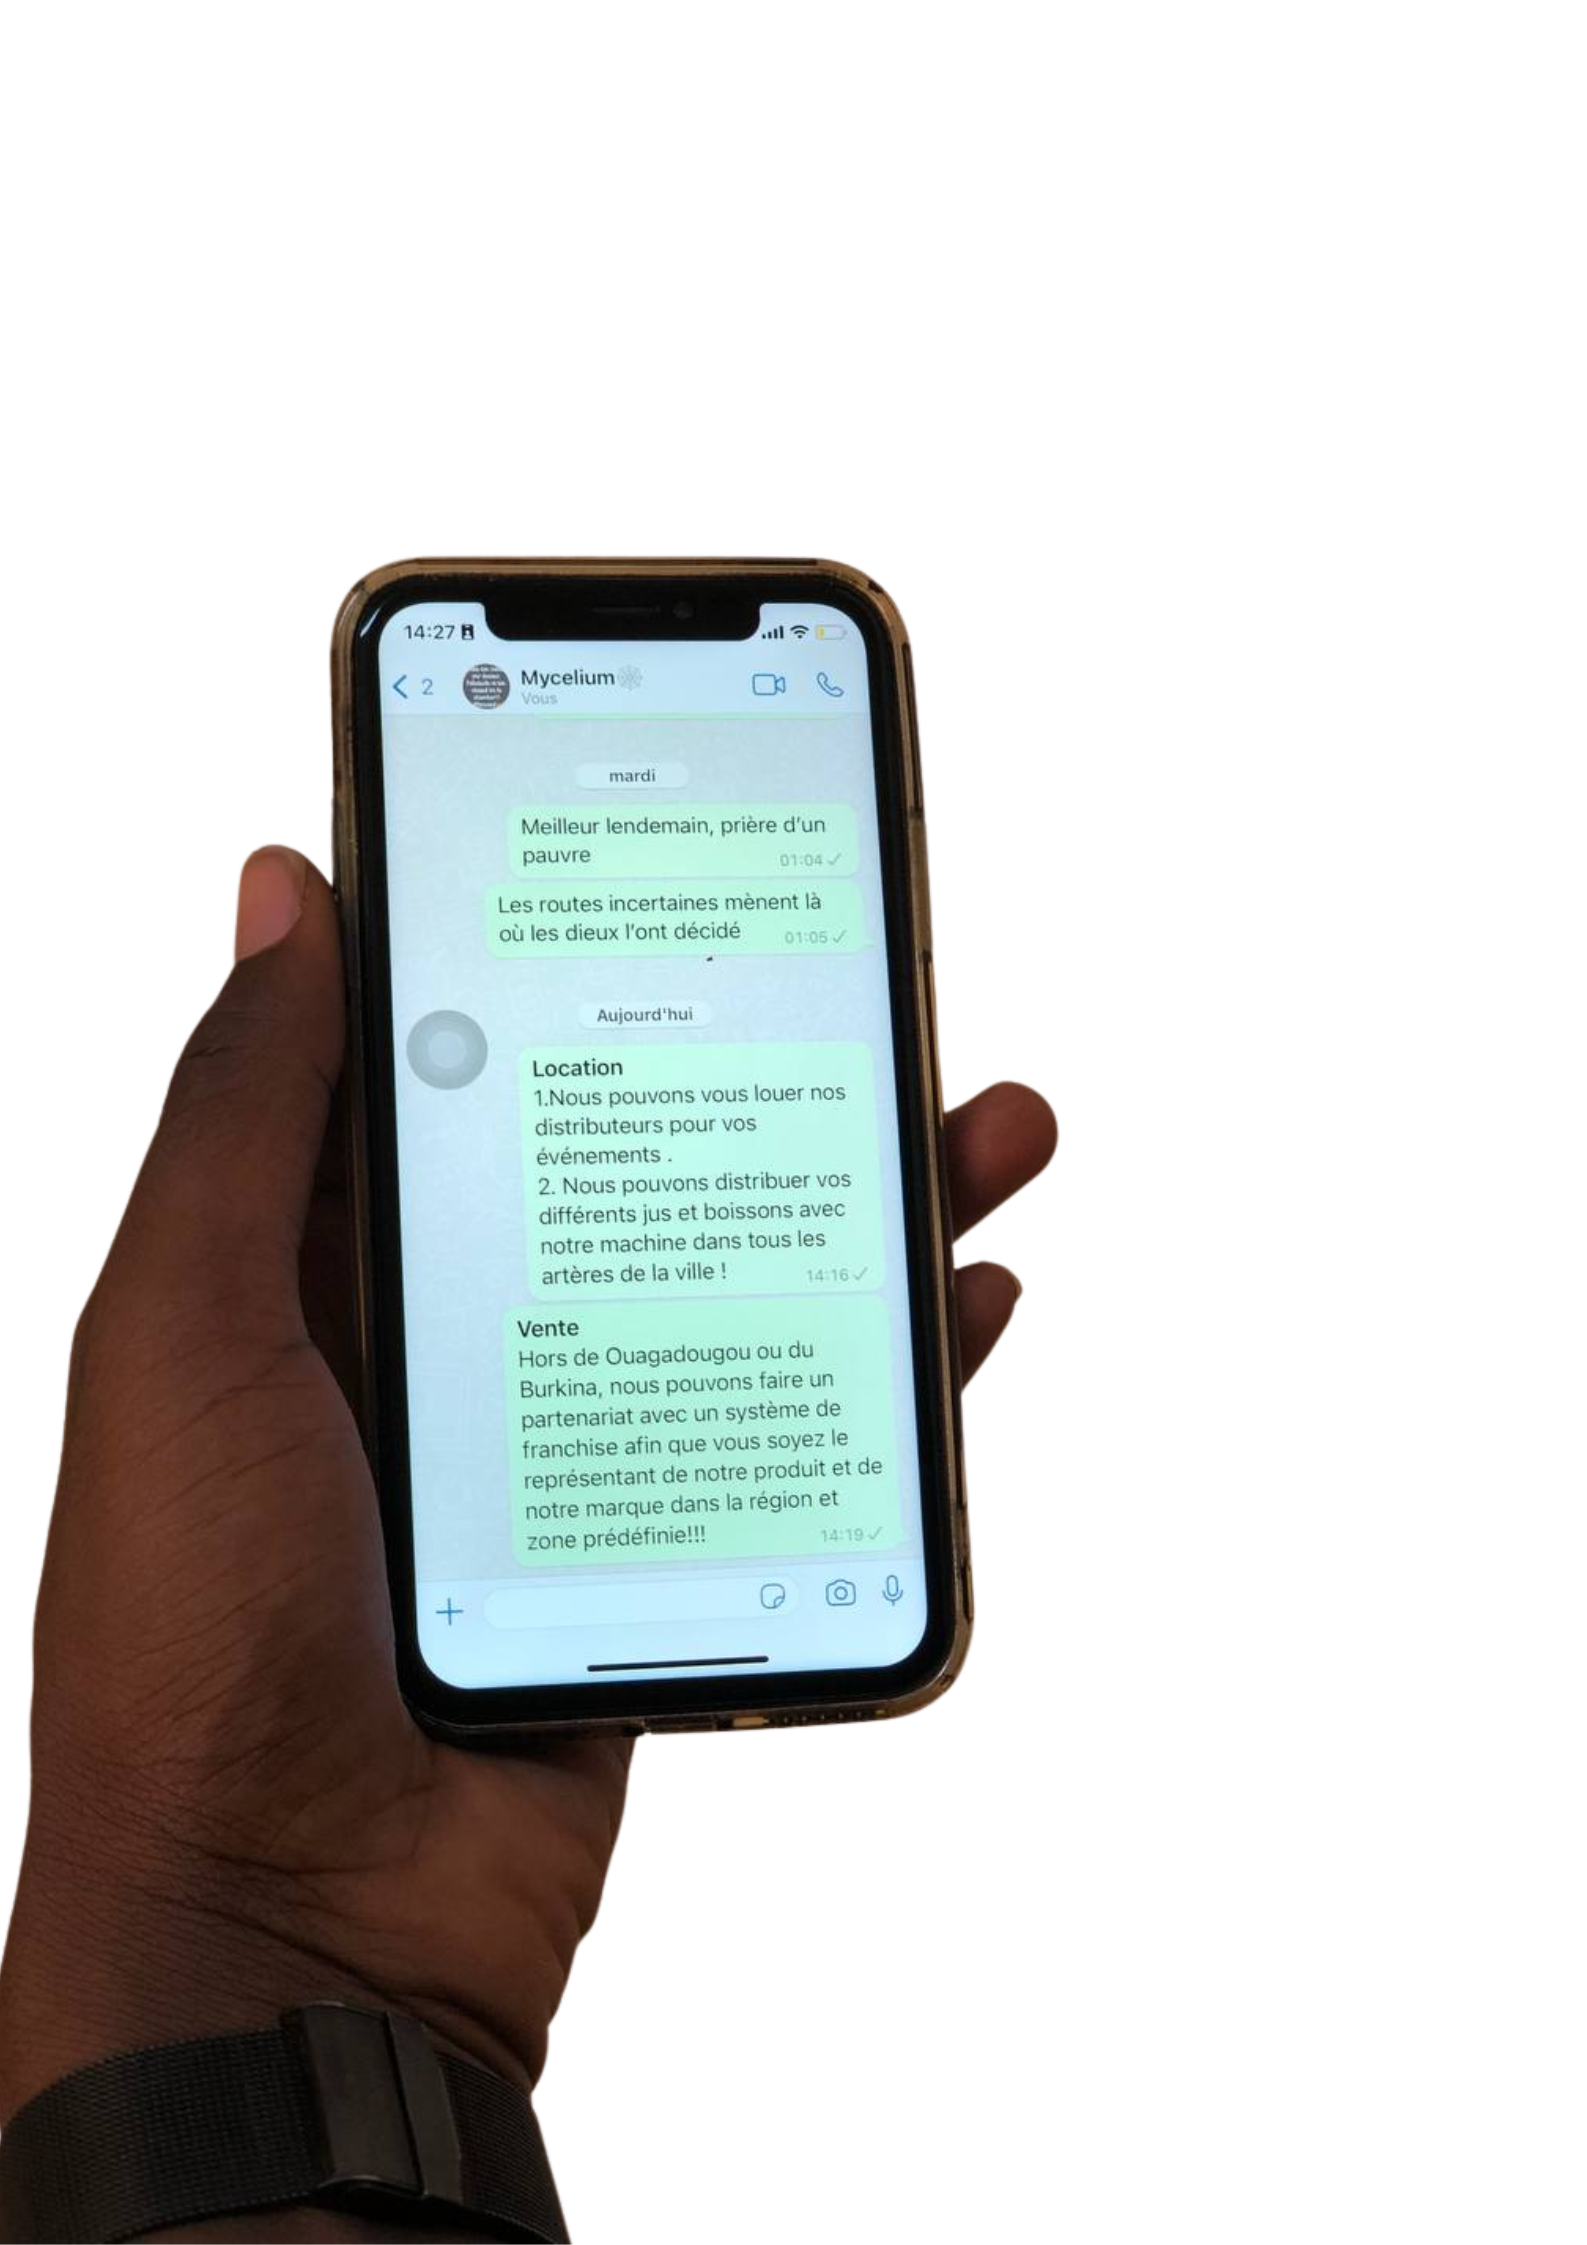 14:27
2
Mycelium
Vous
mardi
Meilleur lendemain, prière d'un
pauvre
01:04
Les routes incertaines mènent là
où les dieux l'ont décidé
01:05
Aujourd'hui
Location
1.Nous pouvons vous louer nos
distributeurs pour vos
événements .
2. Nous pouvons distribuer vos
différents jus et boissons avec
notre machine dans tous les
artères de la ville !
14:16
Vente
Hors de Ouagadougou ou du
Burkina, nous pouvons faire un
partenariat avec un système de
franchise afin que vous soyez le
représentant de notre produit et de
notre marque dans la région et
zone prédéfinie!!!
14:19